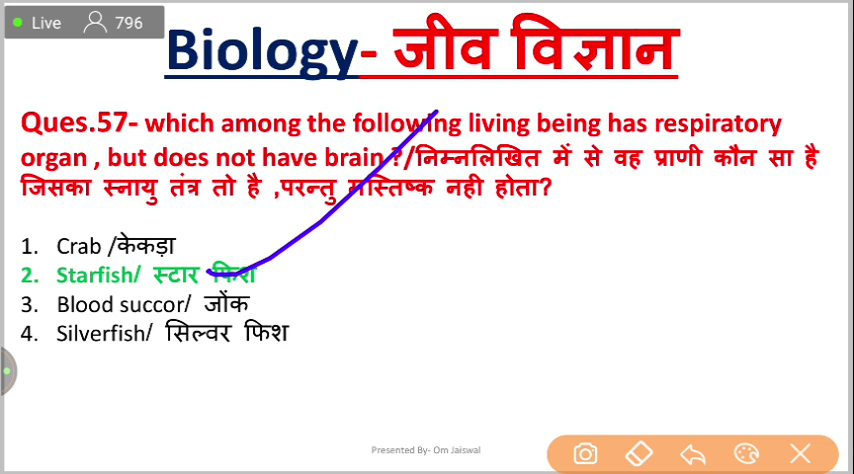 Live 796
Biology- जीव विज्ञान
Ques.57- which among the following living being has respiratory
organ , but does not have brain ?/निम्नलिखित में से वह प्राणी कौन सा है
जिसका स्नायु तंत्र तो है ,परन्तु मस्तिष्क नही होता?
1. Crab /केकड़ा
2. Starfish/ स्टार फिश
3. Blood succor/ जोंक
4. Silverfish/ सिल्वर फिश
Presented By- Om Jaiswal